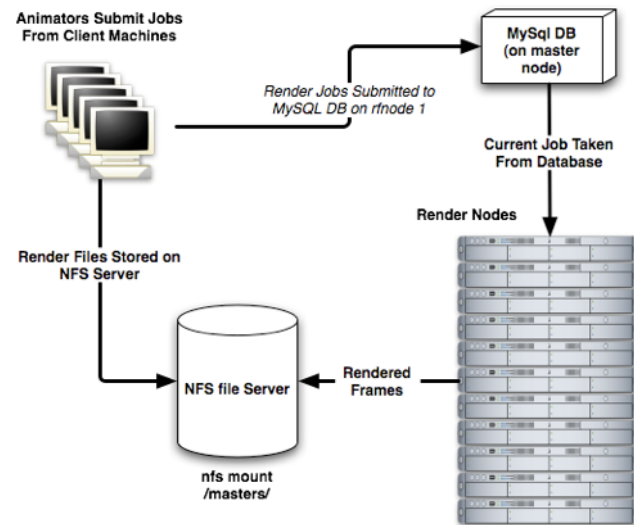 Animators Submit Jobs
From Client Machines
MySql DB
(on master
node)
Render Jobs Submitted to
MySQL DB on rfnode 1
Current Job Taken
From Database
Render Nodes
Render Files Stored on
NFS Server
NFS file Server
Rendered
Frames
nfs mount
/masters/